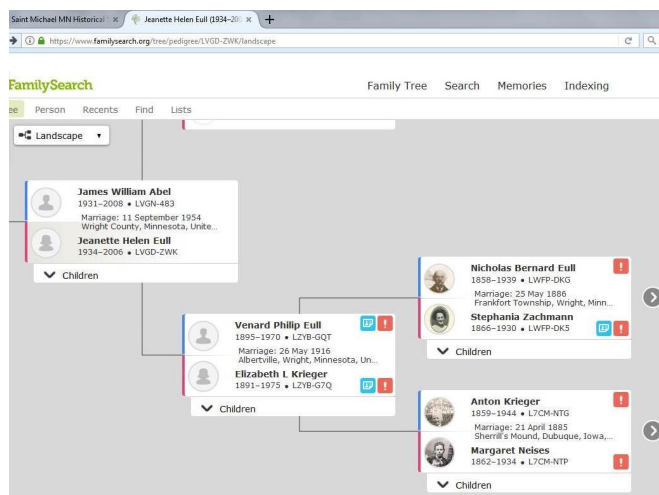 Saint Michael MN Historical S
Jeanette Helen Eull (1934–200
https://www.familysearch.org/tree/pedigree/LVGD-ZWK/landscape
FamilySearch
Family Tree Search Memories Indexing
ee Person Recents Find Lists
Landscape
James William Abel
1931–2008 • LVGN-483
Marriage: 11 September 1954
Wright County, Minnesota, Unite...
Jeanette Helen Eull
1934–2006 • LVGD-ZWK
Children
Venard Philip Eull
1895–1970 • LZYB-GQT
Marriage: 26 May 1916
Albertville, Wright, Minnesota, Un...
Elizabeth L Krieger
1891–1975 • LZYB-G7Q
Children
Nicholas Bernard Eull
1858–1939 • LWFP-DKG
Marriage: 25 May 1886
Frankfort Township, Wright, Minn...
Stephania Zachmann
1866–1930 • LWFP-DK5
Children
Anton Krieger
1859–1944 • L7CM-NTG
Marriage: 21 April 1885
Sherrill's Mound, Dubuque, Iowa,...
Margaret Neises
1862–1934 • L7CM-NTP
Children